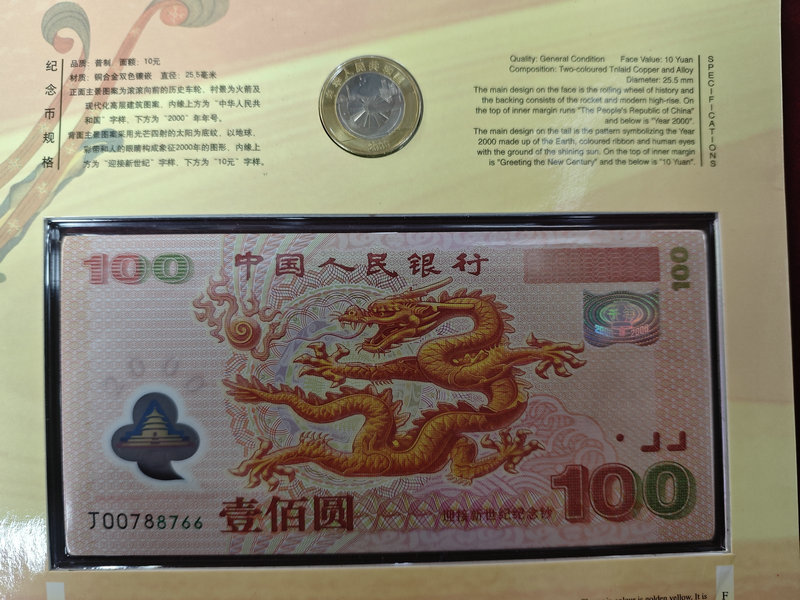 纪念币规格
品质：普制 面额：10元
材质：铜合金双色镶嵌 直径：25.5毫米
正面主景图案为滚滚向前的历史车轮、衬景为火箭及
现代化高层建筑图案，内缘上方为“中华人民共
和国”字样，下方为“2000”年年号。
背面主景图案采用光芒四射的太阳为底纹，以地球、
彩带和人的眼睛构成象征2000年的图形，内缘上
方为“迎接新世纪”字样，下方为“10元”字样。
中华人民共和国
2000
Quality: General Condition Face Value: 10 Yuan
Composition: Two-coloured Tnlaid Copper and Alloy
Diameter: 25.5 mm
The main design on the face is the rolling wheel of history and
the backing consists of the rocket and modern high-rise. On
the top of inner margin runs "The People's Republic of China"
and below is "Year 2000".
The main design on the tail is the pattern symbolizing the Year
2000 made up of the Earth, coloured ribbon and human eyes
with the ground of the shining sun. On the top of inner margin
is "Greeting the New Century" and the below is "10 Yuan".
SPECIFICATIONS
100
中国人民银行
100
2000
J00788766
壹佰圆
迎接新世纪纪念钞
100
colour is golden yellow. It is
F